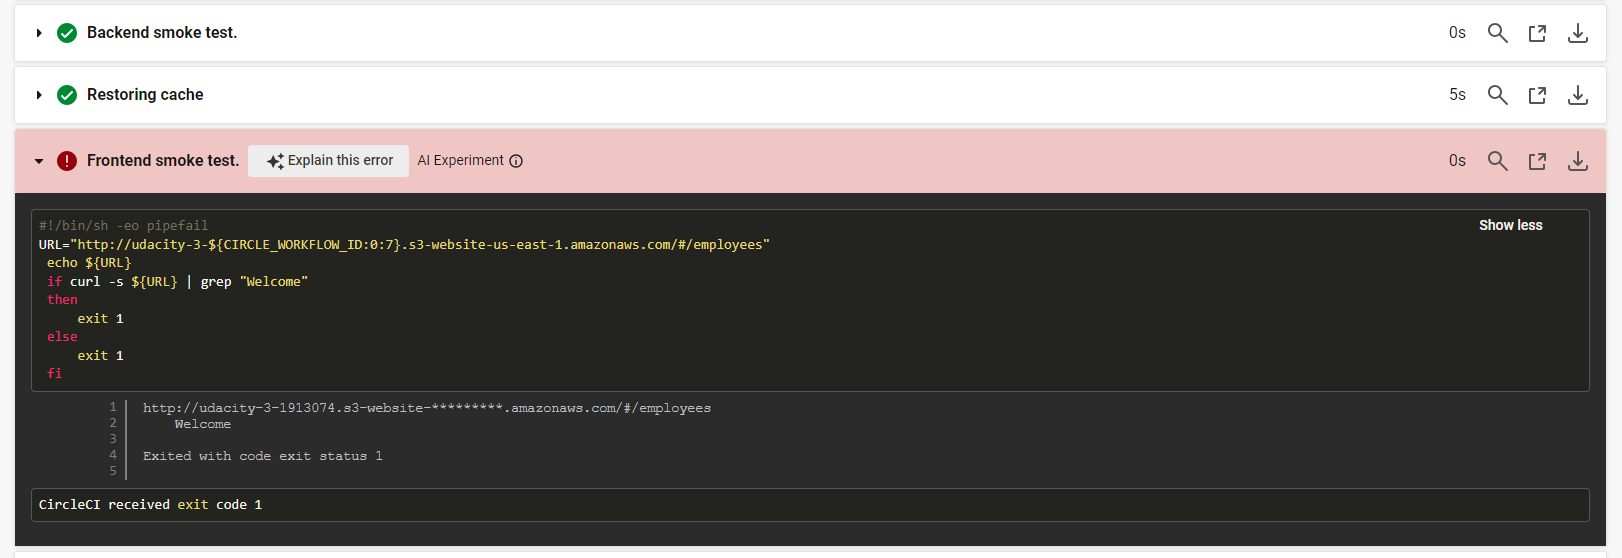 Backend smoke test.
0s
Restoring cache
5s
Frontend smoke test.
Explain this error
AI Experiment
0s
#!/bin/sh -eo pipefail
Show less
URL="http://udacity-3-${CIRCLE_WORKFLOW_ID:0:7}.s3-website-us-east-1.amazonaws.com/#/employees"
echo ${URL}
if curl -s ${URL} | grep "Welcome"
then
exit 1
else
exit 1
fi
1 http://udacity-3-1913074.s3-website-*********.amazonaws.com/#/employees
2 Welcome
3
4 Exited with code exit status 1
5
CircleCI received exit code 1